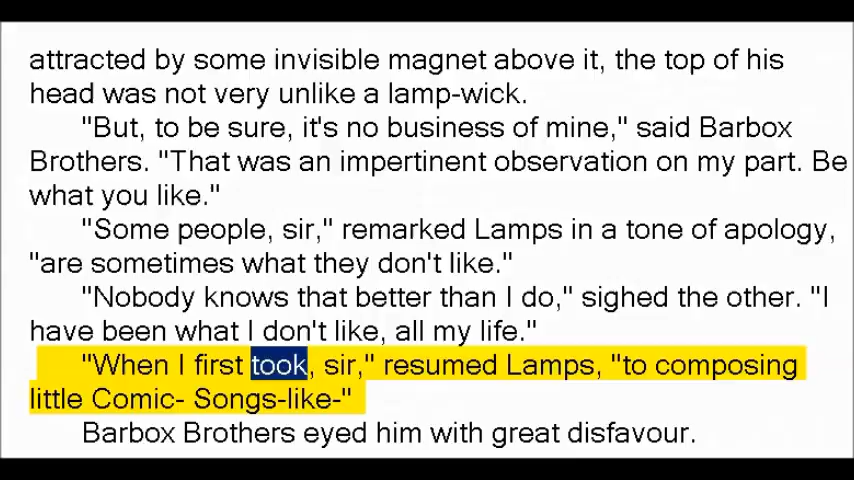 attracted by some invisible magnet above it, the top of his
head was not very unlike a lamp-wick.
"But, to be sure, it's no business of mine," said Barbox
Brothers. "That was an impertinent observation on my part. Be
what you like."
"Some people, sir," remarked Lamps in a tone of apology,
"are sometimes what they don't like."
"Nobody knows that better than I do," sighed the other. "I
have been what I don't like, all my life."
"When I first took, sir," resumed Lamps, "to composing
little Comic- Songs-like-"
Barbox Brothers eyed him with great disfavour.